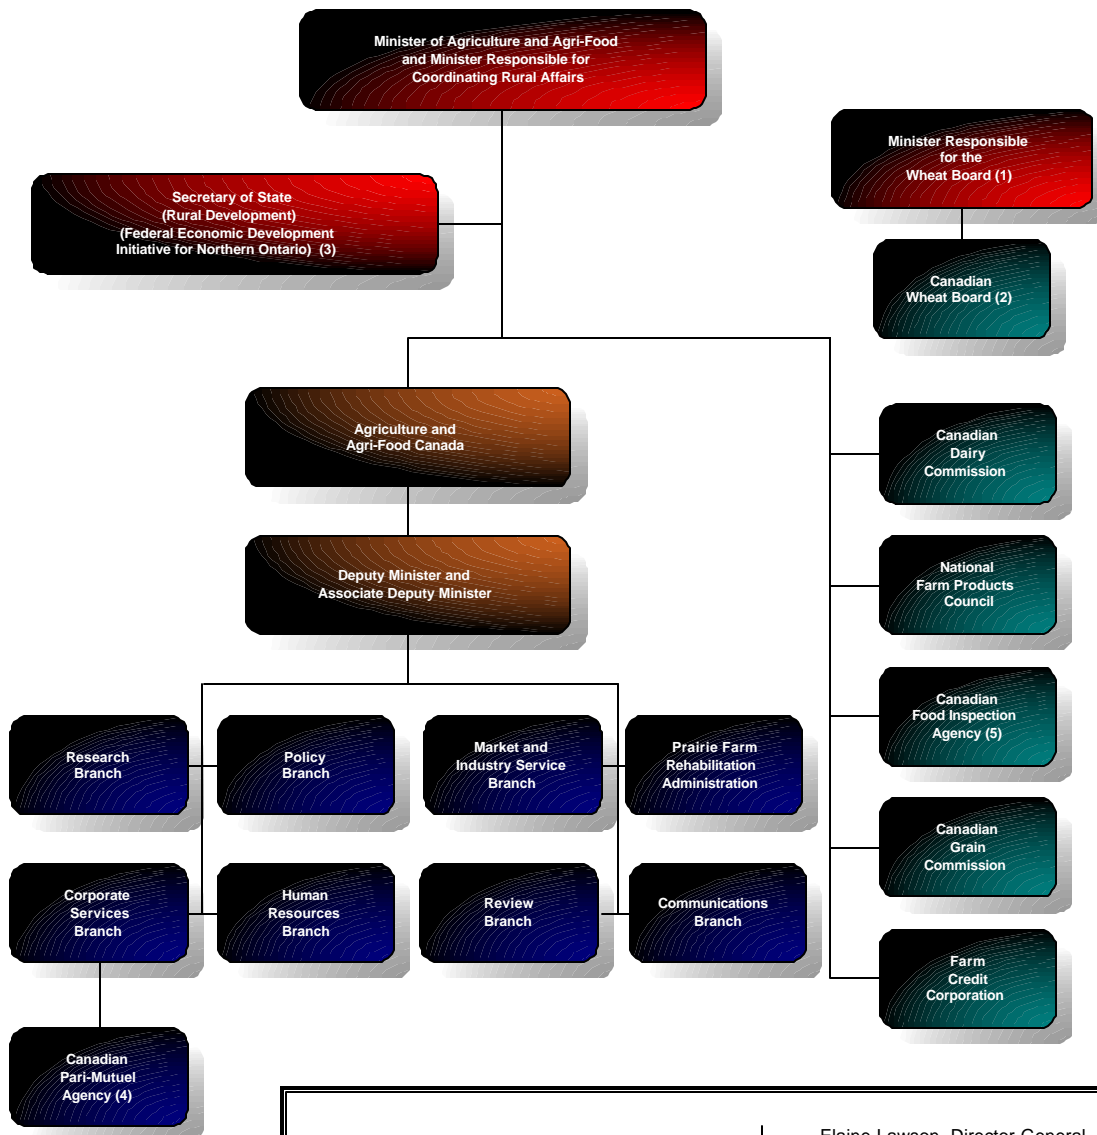 Minister of Agriculture and Agri-Food
and Minister Responsible for
Coordinating Rural Affairs
Minister Responsible
for the
Wheat Board (1)
Secretary of State
(Rural Development)
(Federal Economic Development
Initiative for Northern Ontario) (3)
Canadian
Wheat Board (2)
Agriculture and
Agri-Food Canada
Canadian
Dairy
Commission
Deputy Minister and
Associate Deputy Minister
National
Farm Products
Council
Canadian
Food Inspection
Agency (5)
Research
Branch
Policy
Branch
Market and
Industry Service
Branch
Prairie Farm
Rehabilitation
Administration
Canadian
Grain
Commission
Corporate
Services
Branch
Human
Resources
Branch
Review
Branch
Communications
Branch
Farm
Credit
Corporation
Canadian
Pari-Mutuel
Agency (4)
Elaine Lawson, Director General